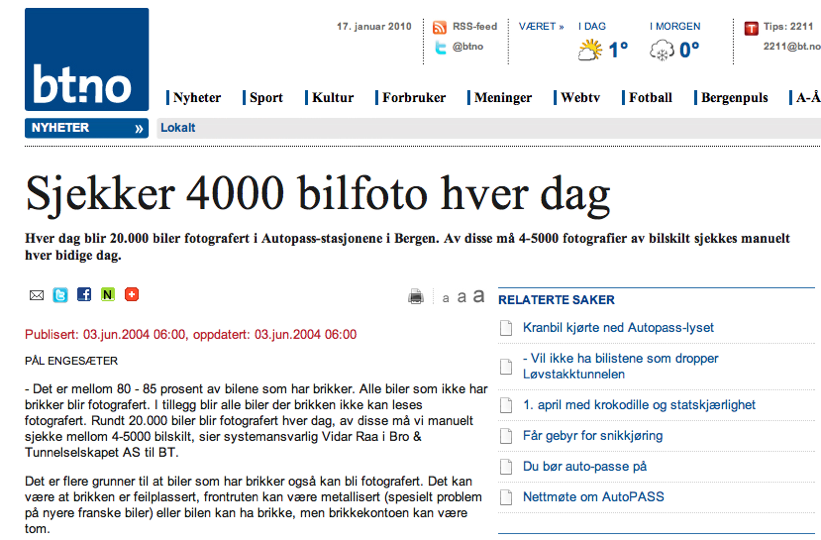 17. januar 2010
RSS-feed
@btno
VÆRET »
I DAG
1°
I MORGEN
0°
Tips: 2211
2211@bt.no
bt.no
Nyheter
Sport
Kultur
Forbruker
Meninger
Webtv
Fotball
Bergenpuls
A-Å
NYHETER »
Lokalt
Sjekker 4000 bilfoto hver dag
Hver dag blir 20.000 biler fotografert i Autopass-stasjonene i Bergen. Av disse må 4-5000 fotografier av bilskilt sjekkes manuelt
hver bidige dag.
a a a
Publisert: 03.jun.2004 06:00, oppdatert: 03.jun.2004 06:00
PÅL ENGESÆTER
- Det er mellom 80 - 85 prosent av bilene som har brikker. Alle biler som ikke har
brikker blir fotografert. I tillegg blir alle biler der brikken ikke kan leses
fotografert. Rundt 20.000 biler blir fotografert hver dag, av disse må vi manuelt
sjekke mellom 4-5000 bilskilt, sier systemansvarlig Vidar Raa i Bro &
Tunnelselskapet AS til BT.
Det er flere grunner til at biler som har brikker også kan bli fotografert. Det kan
være at brikken er feilplassert, frontruten kan være metallisert (spesielt problem
på nyere franske biler) eller bilen kan ha brikke, men brikkekontoen kan være
tom.
RELATERTE SAKER
Kranbil kjørte ned Autopass-lyset
- Vil ikke ha bilistene som dropper
Løvstakktunnelen
1. april med krokodille og statskjærlighet
Får gebyr for snikkjøring
Du bør auto-passe på
Nettmøte om AutoPASS